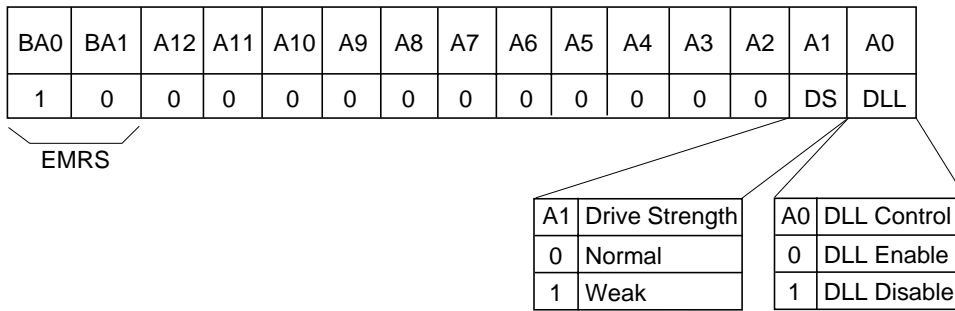 BA0 BA1 A12 A11 A10 A9 A8 A7 A6 A5 A4 A3 A2 A1 A0
1 0 0 0 0 0 0 0 0 0 0 0 0 DS DLL
EMRS
A1 Drive Strength
0 Normal
1 Weak
A0 DLL Control
0 DLL Enable
1 DLL Disable